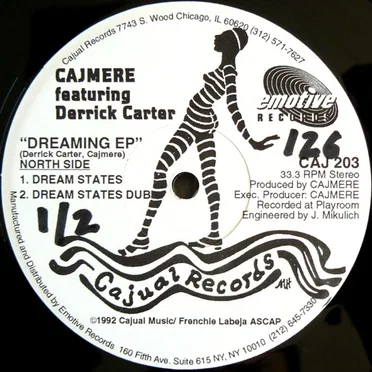 Cajual Records 7743 S. Wood Chicago, IL 60620 (312) 571-7627
CAJMERE
featuring
Derrick Carter
emotive
RECORDS
126
"DREAMING EP"
(Derrick Carter, Cajmere)
NORTH SIDE
1. DREAM STATES
2. DREAM STATES DUB
1/2
CAJ 203
33.3 RPM Stereo
Produced by CAJMERE
Exec. Producer: CAJMERE
Recorded at Playroom
Engineered by J. Mikulich
Cajual Records
©1992 Cajual Music/ Frenchie Labeja ASCAP
Manufactured and Distributed by Emotive Records 160 Fifth Ave. Suite 615 NY, NY 10010 (212) 645-7330